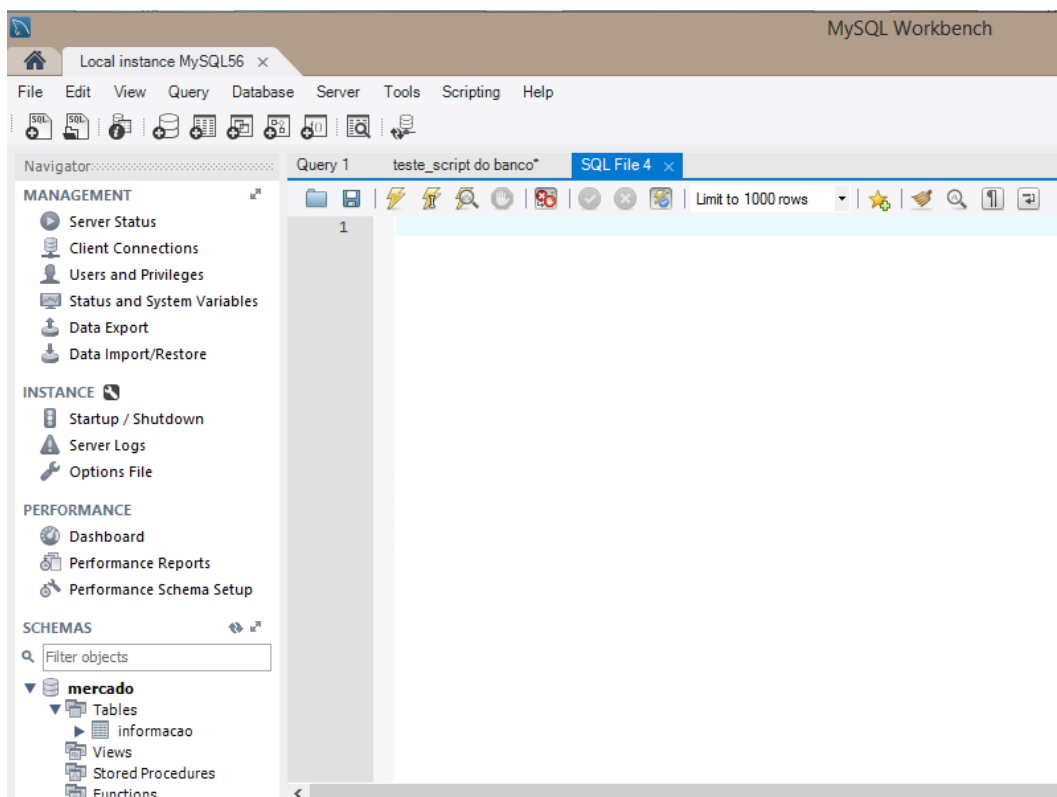 MySQL Workbench
Local instance MySQL56
File Edit View Query Database Server Tools Scripting Help
Navigator
Query 1 teste_script do banco* SQL File 4
MANAGEMENT
Limit to 1000 rows
Server Status
1
Client Connections
Users and Privileges
Status and System Variables
Data Export
Data Import/Restore
INSTANCE
Startup / Shutdown
Server Logs
Options File
PERFORMANCE
Dashboard
Performance Reports
Performance Schema Setup
SCHEMAS
Filter objects
mercado
Tables
informacao
Views
Stored Procedures
Functions